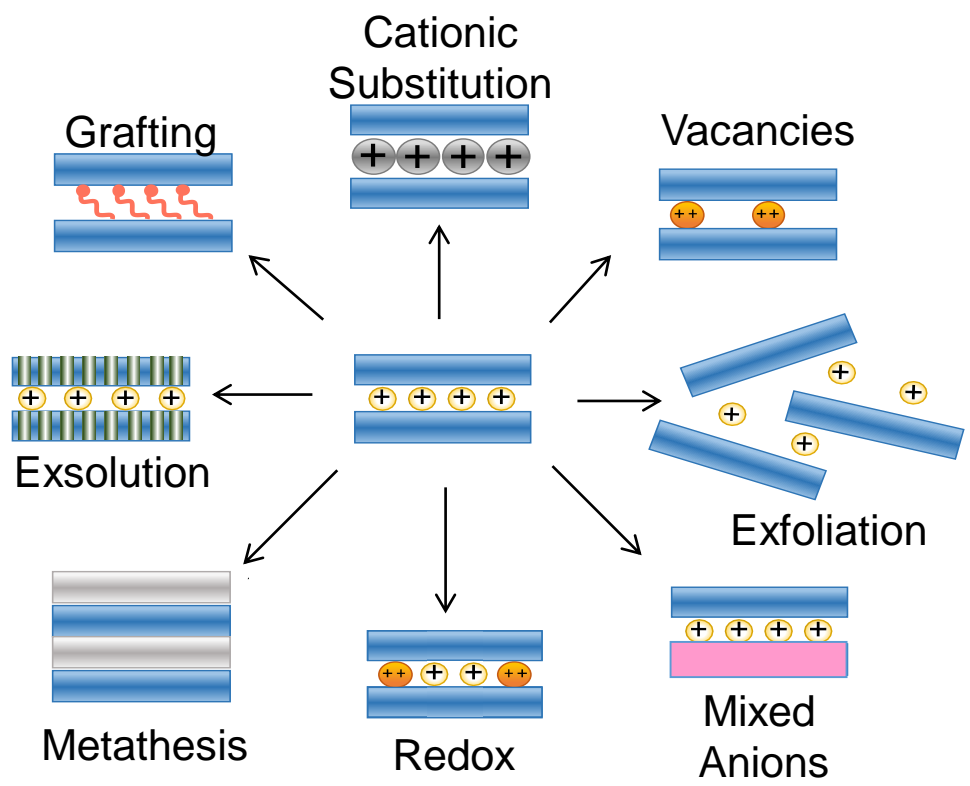 Cationic
Substitution
Grafting
Vacancies
+ + + +
++ ++
+ + + +
+ + + +
+ + + +
Exsolution
Exfoliation
++ + + ++
+ + + +
Metathesis
Redox
Mixed
Anions